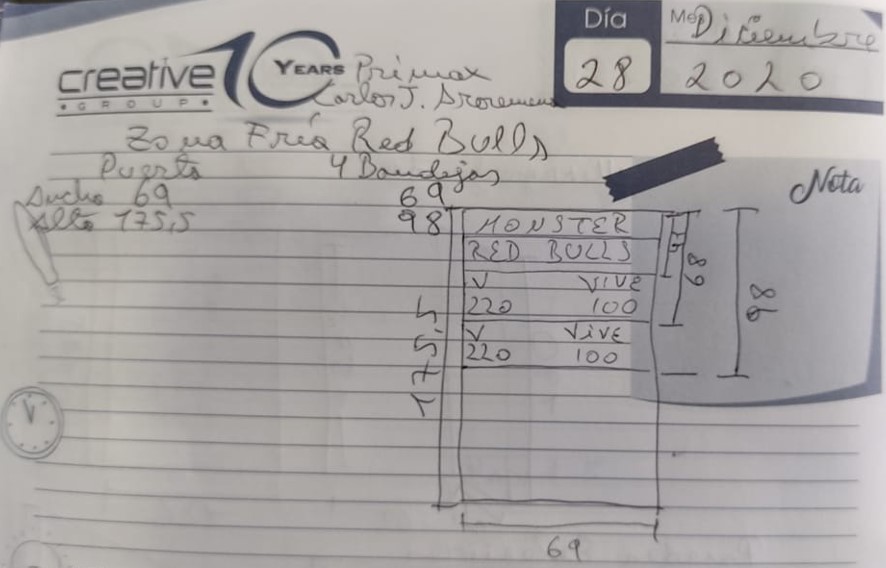 creative 10 YEARS
GROUP
Día
28
Mes Diciembre
2020
Primax
Carlos J.
Zona Fría Red Bulls
Puerta 4 Bandejas
Ancho 69
Alto 175,5
69
98
Nota
MONSTER
RED BULLS
V VIVE
220 100
V VIVE
220 100
68
98
175,5
69